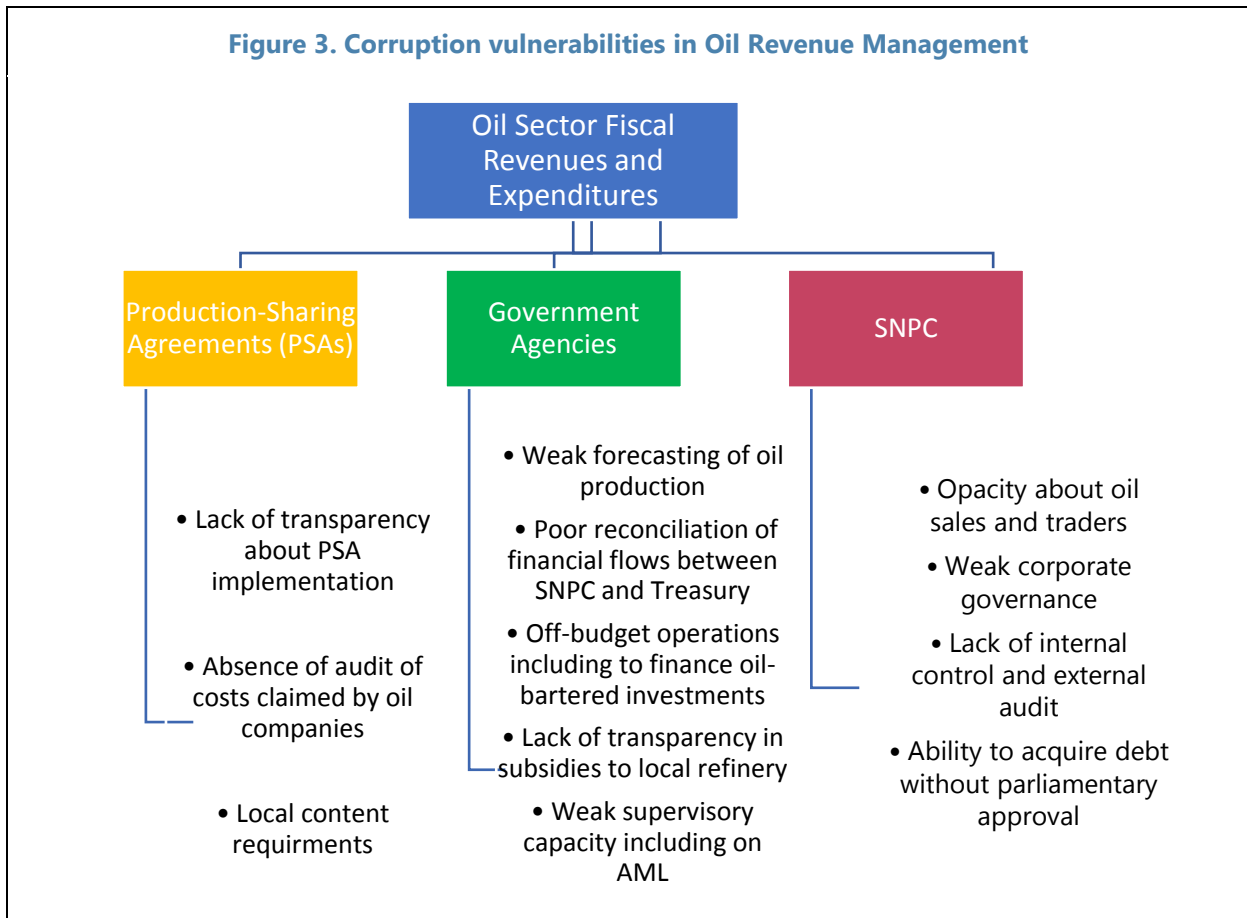 Figure 3. Corruption vulnerabilities in Oil Revenue Management
Oil Sector Fiscal
Revenues and
Expenditures
Production-Sharing
Agreements (PSAs)
Government
Agencies
SNPC
• Lack of transparency
about PSA
implementation
• Absence of audit of
costs claimed by oil
companies
• Local content
requirments
• Weak forecasting of oil
production
• Poor reconciliation of
financial flows between
SNPC and Treasury
• Off-budget operations
including to finance oil-
bartered investments
• Lack of transparency in
subsidies to local refinery
• Weak supervisory
capacity including on
AML
• Opacity about oil
sales and traders
• Weak corporate
governance
• Lack of internal
control and external
audit
• Ability to acquire debt
without parliamentary
approval